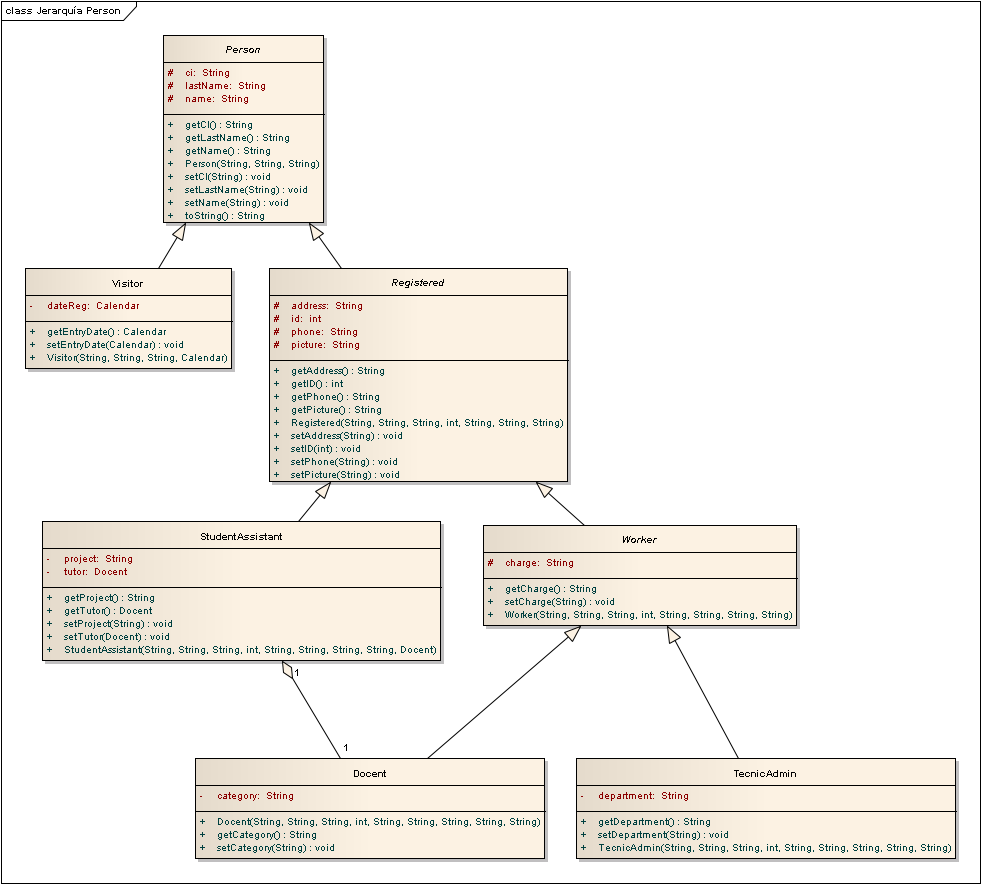 class Jerarquía Person
Person
# ci: String
# lastName: String
# name: String
+ getCI() : String
+ getLastName() : String
+ getName() : String
+ Person(String, String, String)
+ setCI(String) : void
+ setLastName(String) : void
+ setName(String) : void
+ toString() : String
Visitor
- dateReg: Calendar
+ getEntryDate() : Calendar
+ setEntryDate(Calendar) : void
+ Visitor(String, String, String, Calendar)
Registered
# address: String
# id: int
# phone: String
# picture: String
+ getAddress() : String
+ getID() : int
+ getPhone() : String
+ getPicture() : String
+ Registered(String, String, String, int, String, String, String)
+ setAddress(String) : void
+ setID(int) : void
+ setPhone(String) : void
+ setPicture(String) : void
StudentAssistant
- project: String
- tutor: Docent
+ getProject() : String
+ getTutor() : Docent
+ setProject(String) : void
+ setTutor(Docent) : void
+ StudentAssistant(String, String, String, int, String, String, String, String, Docent)
Worker
# charge: String
+ getCharge() : String
+ setCharge(String) : void
+ Worker(String, String, String, int, String, String, String, String)
1
1
Docent
- category: String
+ Docent(String, String, String, int, String, String, String, String, String)
+ getCategory() : String
+ setCategory(String) : void
TecnicAdmin
- department: String
+ getDepartment() : String
+ setDepartment(String) : void
+ TecnicAdmin(String, String, String, int, String, String, String, String, String)